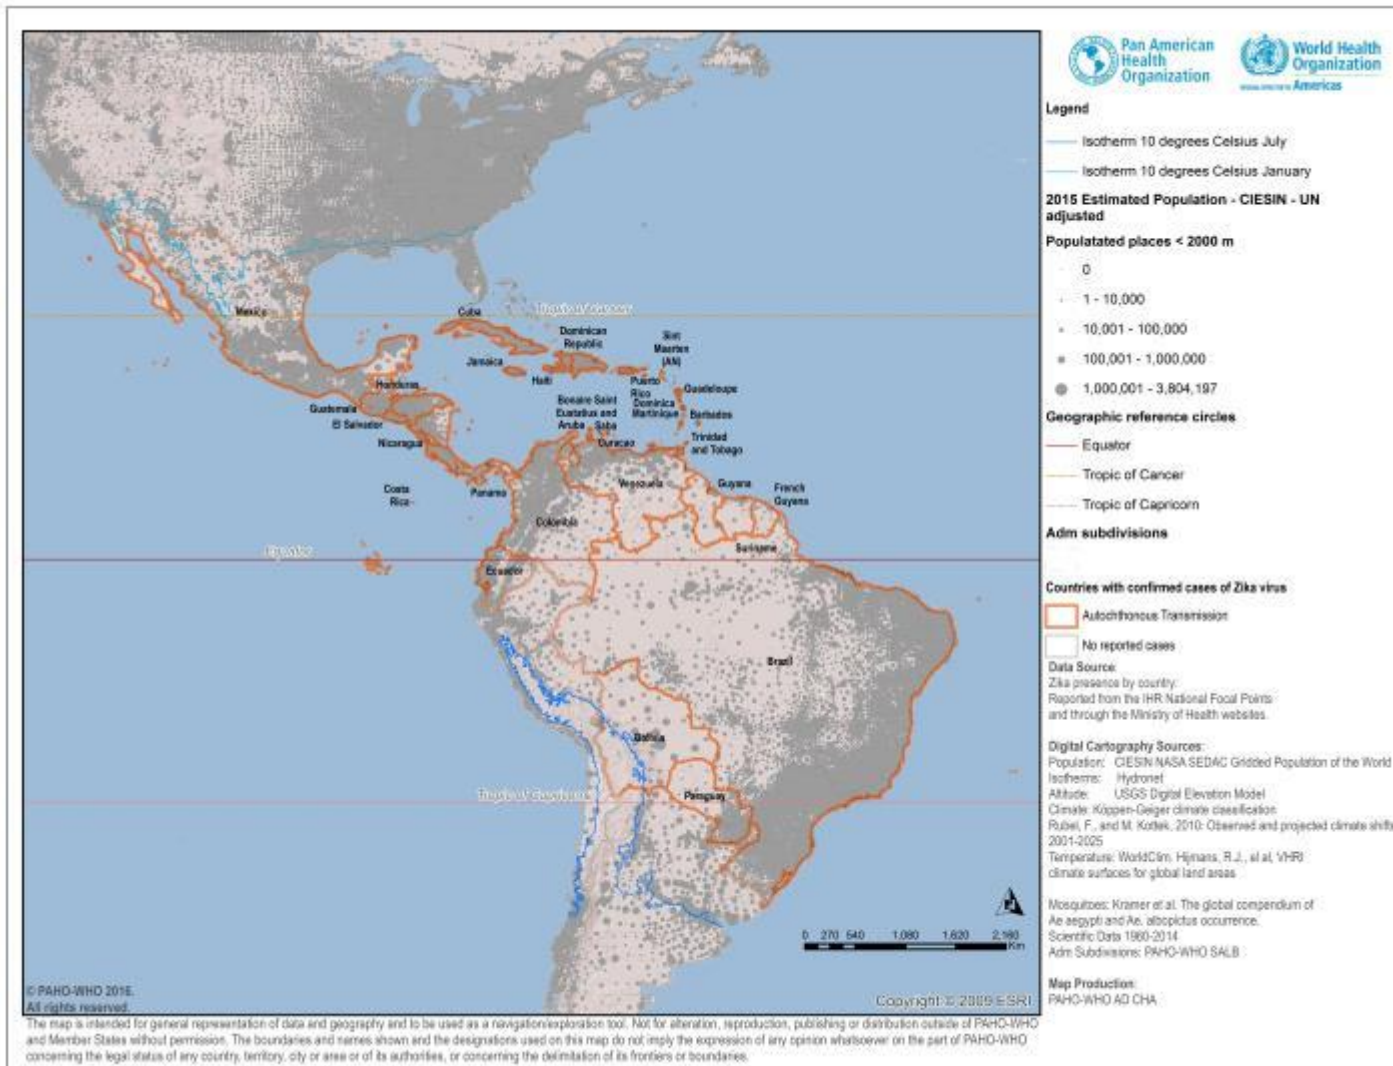 Pan American
Health
Organization
World Health
Organization
Americas
Legend
Isotherm 10 degrees Celsius July
Isotherm 10 degrees Celsius January
2015 Estimated Population - CIESIN - UN
adjusted
Populatated places < 2000 m
0
1 - 10,000
10,001 - 100,000
100,001 - 1,000,000
1,000,001 - 3,804,197
Geographic reference circles
Equator
Tropic of Cancer
Tropic of Capricorn
Adm subdivisions
Countries with confirmed cases of Zika virus
Autochthonous Transmission
No reported cases
Data Source:
Zika presence by country:
Reported from the IHR National Focal Points
and through the Ministry of Health websites.
Digital Cartography Sources:
Population: CIESIN NASA SEDAC Gridded Population of the World
Isotherms: Hydronet
Altitude: USGS Digital Elevation Model
Climate: Köppen-Geiger climate classification
Rubel, F., and M. Kottek, 2010: Observed and projected climate shifts
2001-2025
Temperature: WorldClim. Hijmans, R.J., et al, VHRI
climate surfaces for global land areas
Mosquitoes: Kramer et al. The global compendium of
Ae aegypti and Ae. albopictus occurrence.
Scientific Data 1960-2014
Adm Subdivisions: PAHO-WHO SALB
Map Production:
PAHO-WHO AD CHA
Mexico
Cuba
Tropic of Cancer
Dominican
Republic
Sint
Maarten
(AN)
Jamaica
Haiti
Puerto
Rico
Guadeloupe
Honduras
Dominica
Martinique
Guatemala
El Salvador
Bonaire Saint
Eustatius and
Aruba Saba
Curacao
Barbados
Nicaragua
Trinidad
and Tobago
Costa
Rica
Panama
Venezuela
Guyana
French
Guyana
Colombia
Suriname
Equator
Ecuador
Brazil
Bolivia
Tropic of Capricorn
Paraguay
0 270 540 1,080 1,620 2,160
Km
© PAHO-WHO 2016.
All rights reserved.
Copyright © 2009 ESRI
The map is intended for general representation of data and geography and to be used as a navigation/exploration tool. Not for alteration, reproduction, publishing or distribution outside of PAHO-WHO
and Member States without permission. The boundaries and names shown and the designations used on this map do not imply the expression of any opinion whatsoever on the part of PAHO-WHO
concerning the legal status of any country, territory, city or area or of its authorities, or concerning the delimitation of its frontiers or boundaries.